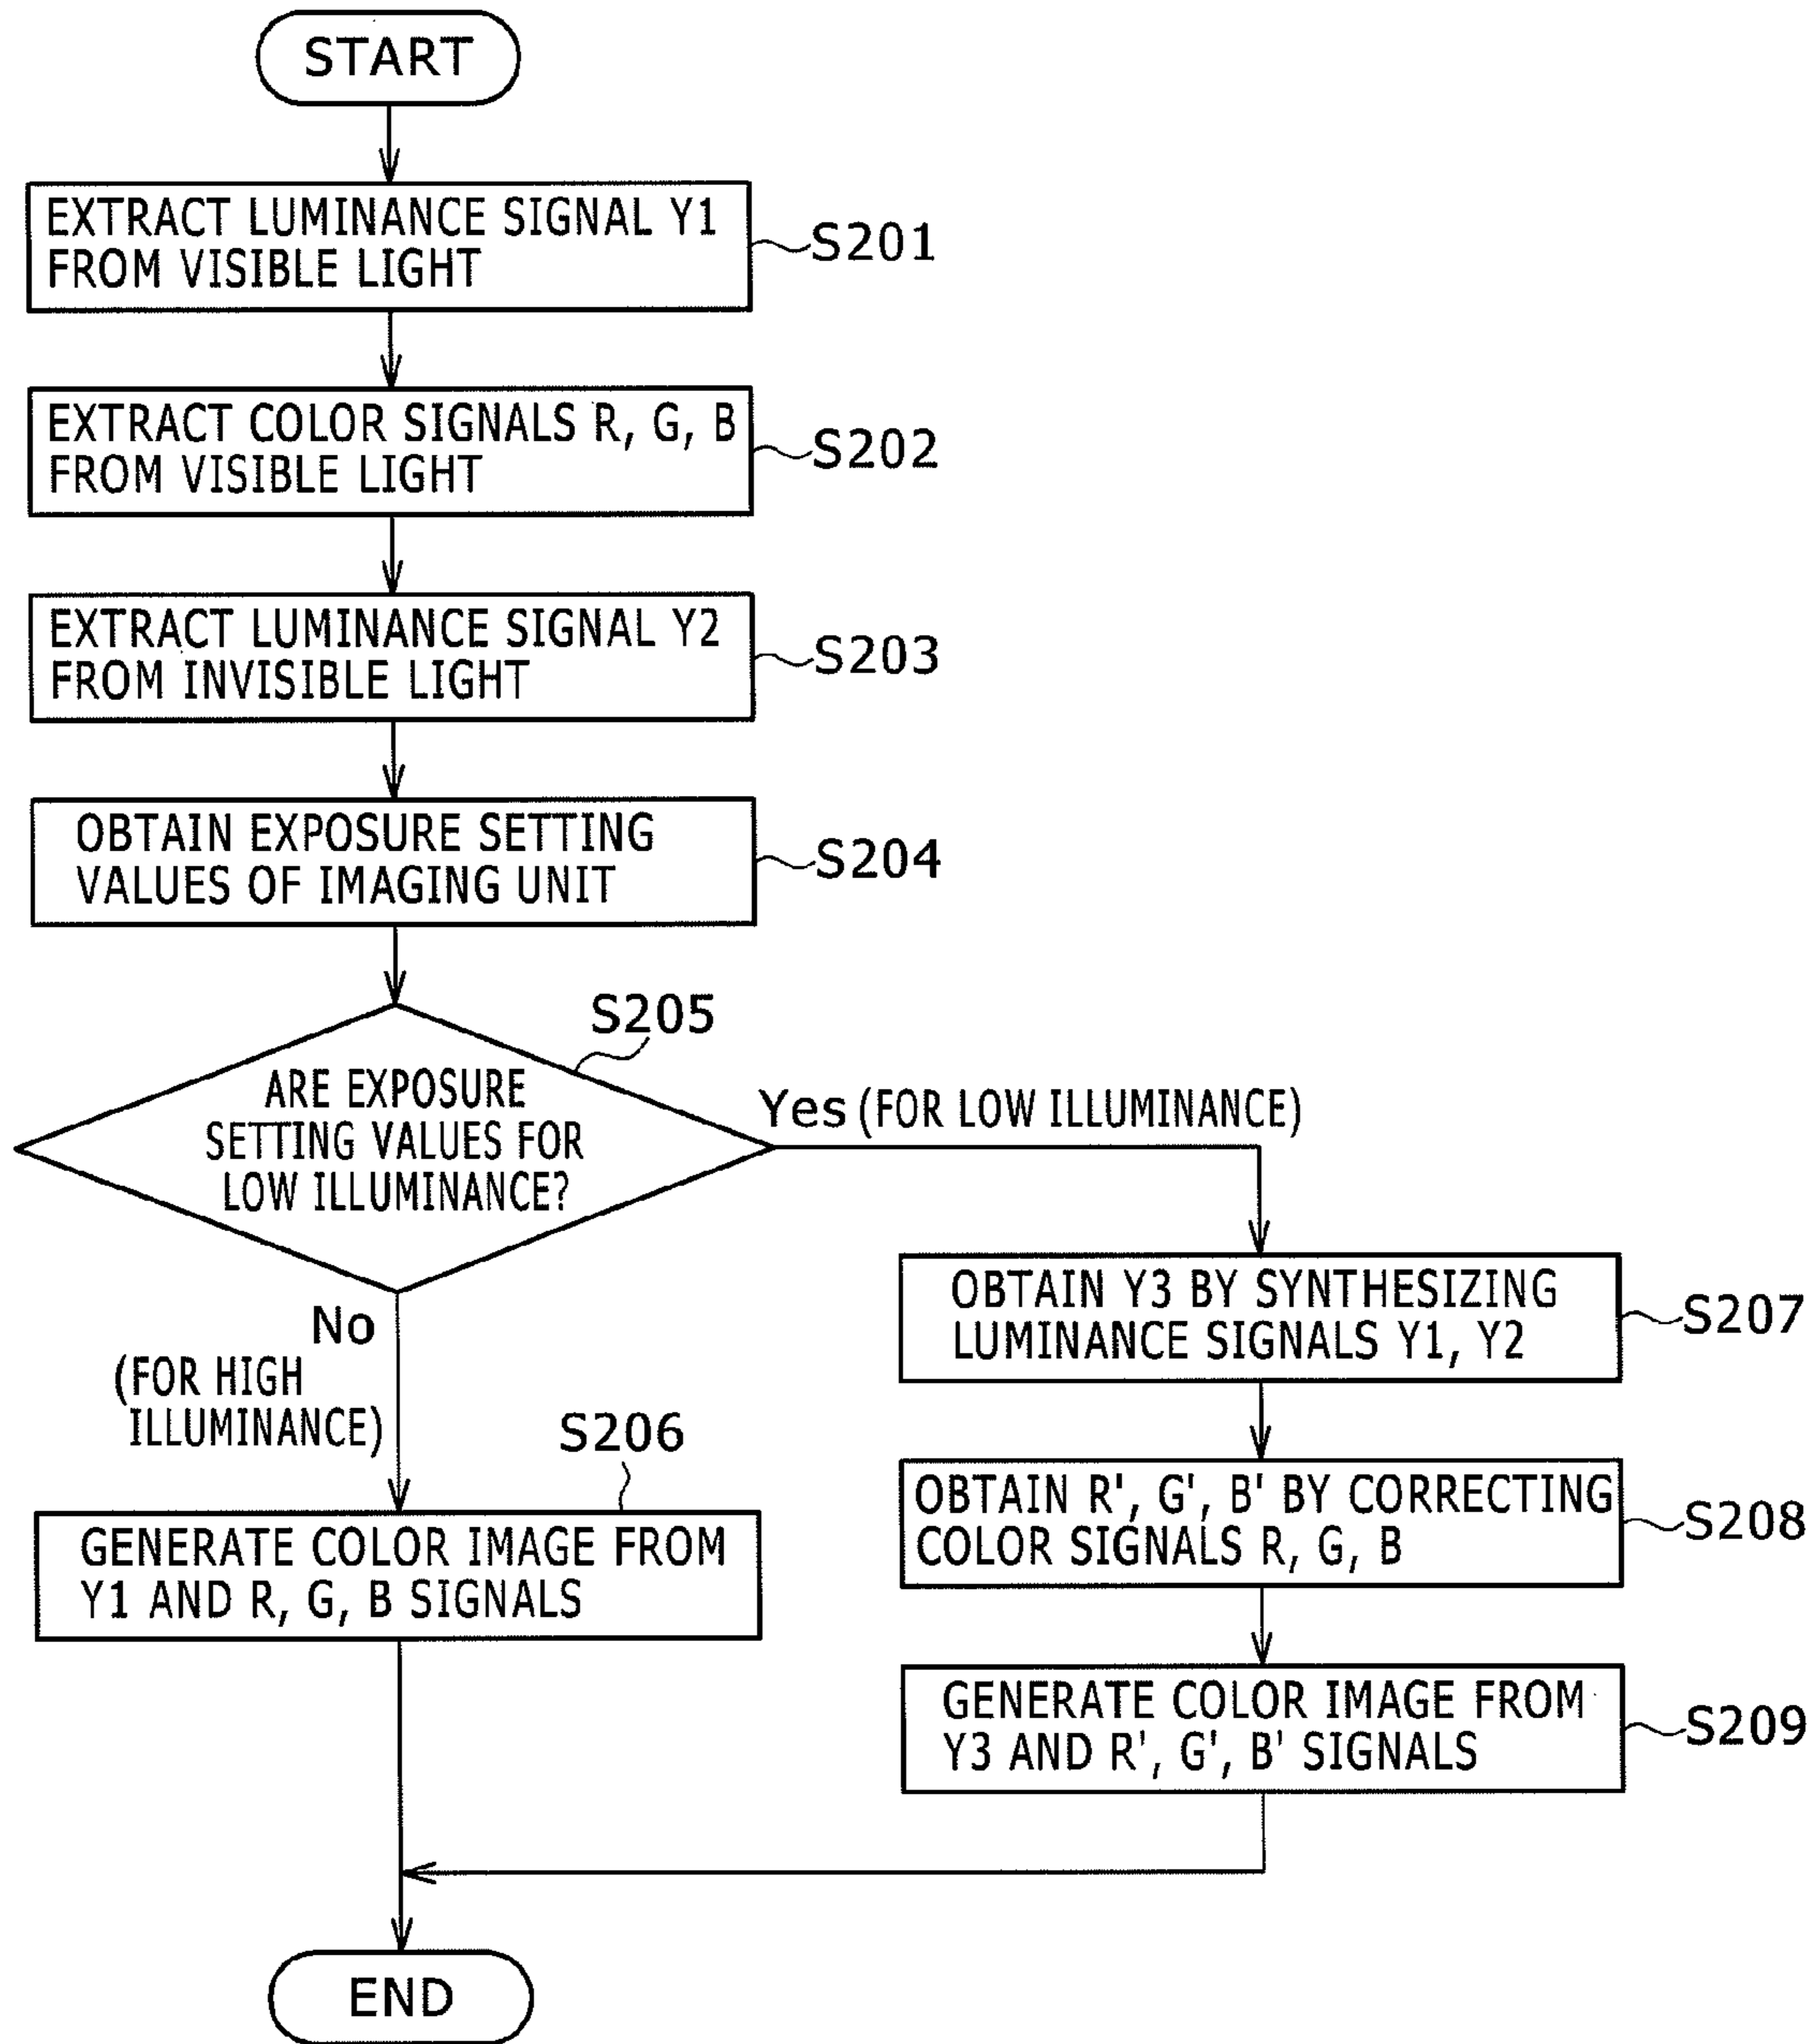 START
EXTRACT LUMINANCE SIGNAL Y1
FROM VISIBLE LIGHT
S201
EXTRACT COLOR SIGNALS R, G, B
FROM VISIBLE LIGHT
S202
EXTRACT LUMINANCE SIGNAL Y2
FROM INVISIBLE LIGHT
S203
OBTAIN EXPOSURE SETTING
VALUES OF IMAGING UNIT
S204
S205
ARE EXPOSURE
SETTING VALUES FOR
LOW ILLUMINANCE?
Yes (FOR LOW ILLUMINANCE)
No
(FOR HIGH
ILLUMINANCE)
S206
GENERATE COLOR IMAGE FROM
Y1 AND R, G, B SIGNALS
OBTAIN Y3 BY SYNTHESIZING
LUMINANCE SIGNALS Y1, Y2
S207
OBTAIN R', G', B' BY CORRECTING
COLOR SIGNALS R, G, B
S208
GENERATE COLOR IMAGE FROM
Y3 AND R', G', B' SIGNALS
S209
END